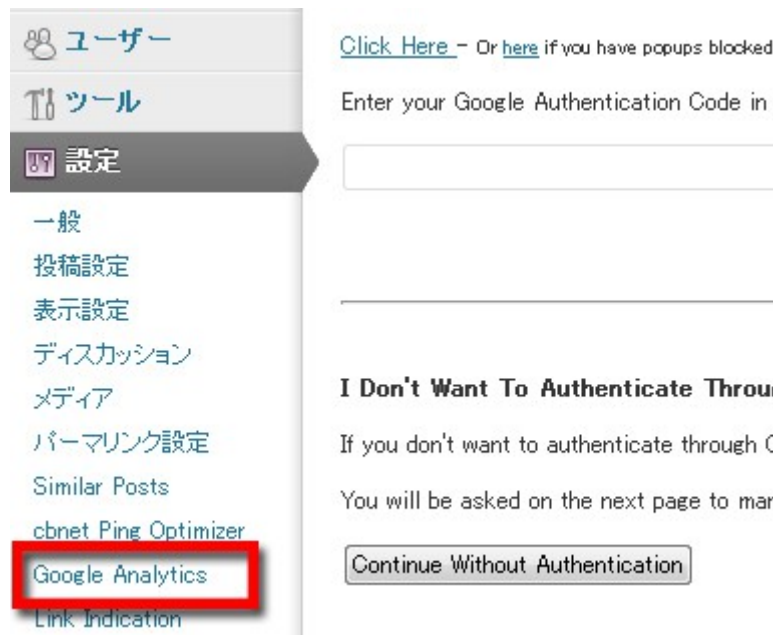 ユーザー
ツール
設定
一般
投稿設定
表示設定
ディスカッション
メディア
パーマリンク設定
Similar Posts
cbnet Ping Optimizer
Google Analytics
Link Indication
Click Here - Or here if you have popups blocked
Enter your Google Authentication Code in
I Don't Want To Authenticate
If you don't want to authenticate through
You will be asked on the next page to
Continue Without Authentication